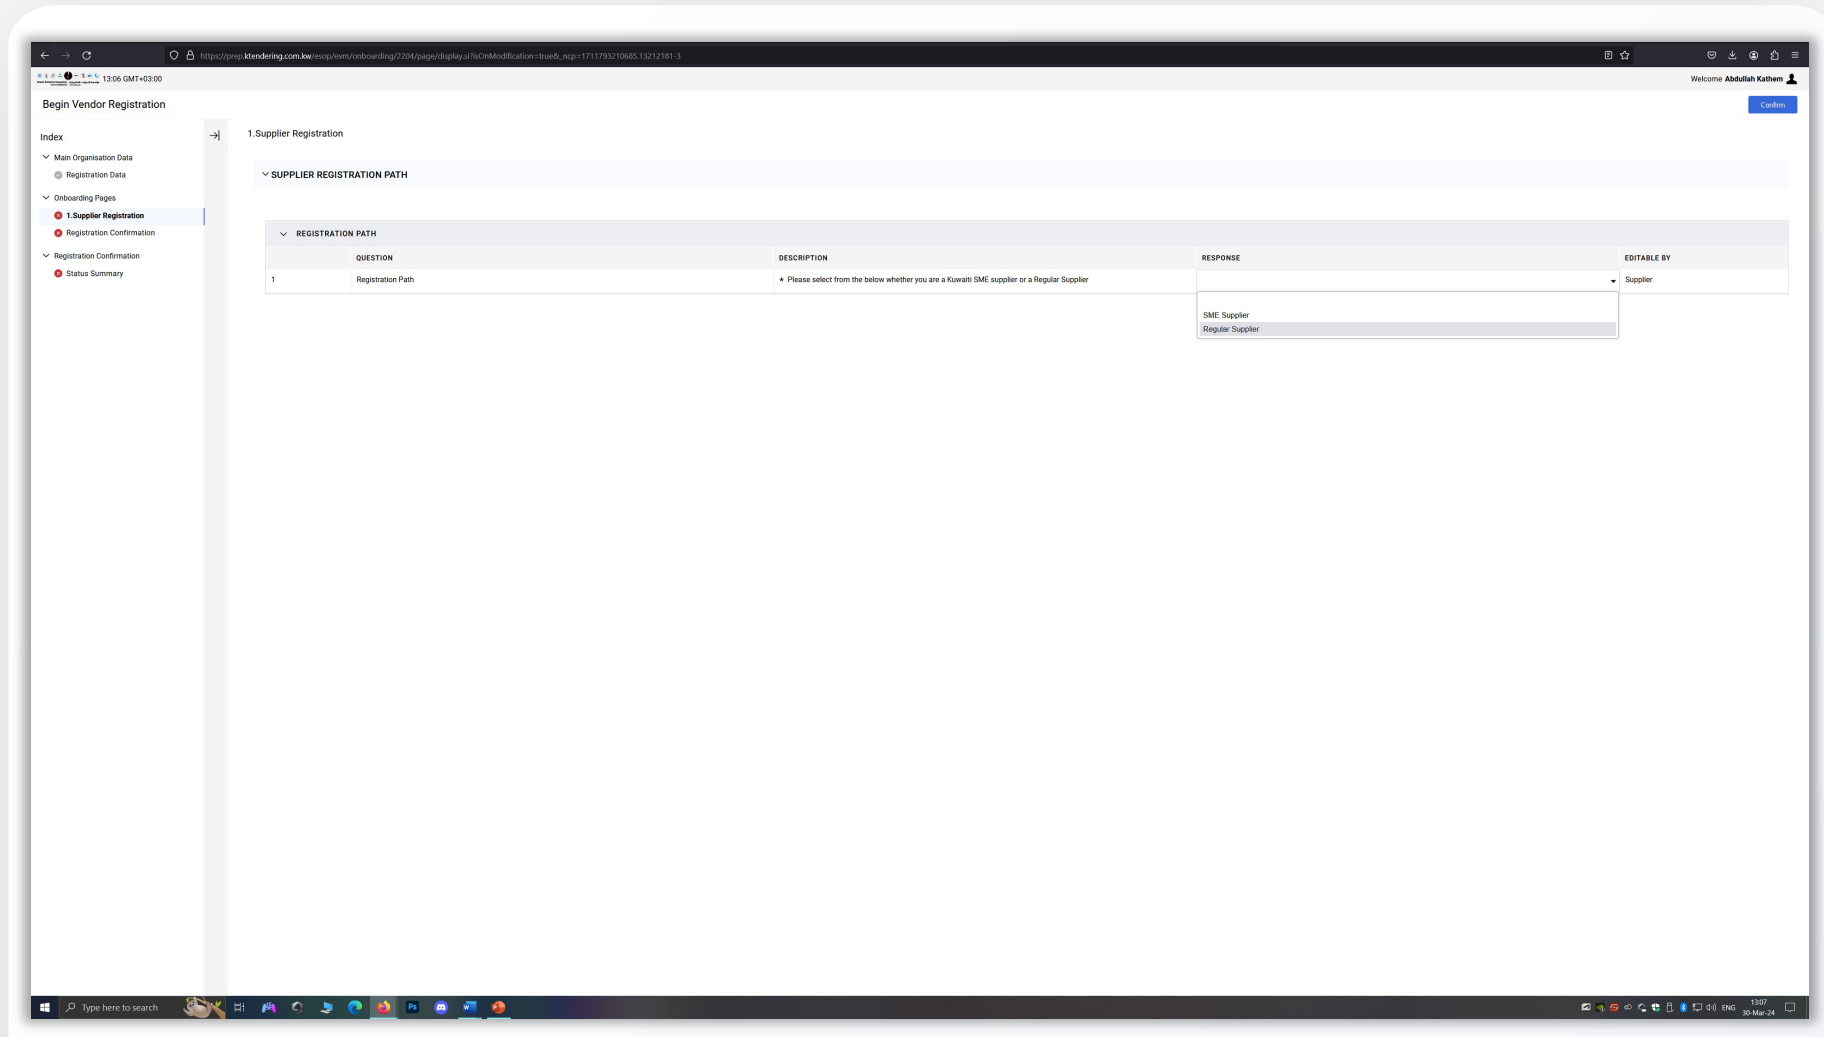 https://prep.ktendering.com.kw/esop/evm/onboarding/2204/page/display.si?isOnModification=true&_ncp=1711793210685.13212181-3
13:06 GMT+03:00
Welcome Abdullah Kathem
Begin Vendor Registration
Confirm
Index
Main Organisation Data
Registration Data
Onboarding Pages
1.Supplier Registration
Registration Confirmation
Registration Confirmation
Status Summary
1.Supplier Registration
SUPPLIER REGISTRATION PATH
REGISTRATION PATH
QUESTION DESCRIPTION RESPONSE EDITABLE BY
1 Registration Path * Please select from the below whether you are a Kuwaiti SME supplier or a Regular Supplier Supplier
SME Supplier
Regular Supplier
Type here to search
Ps
ENG
13:07
30-Mar-24